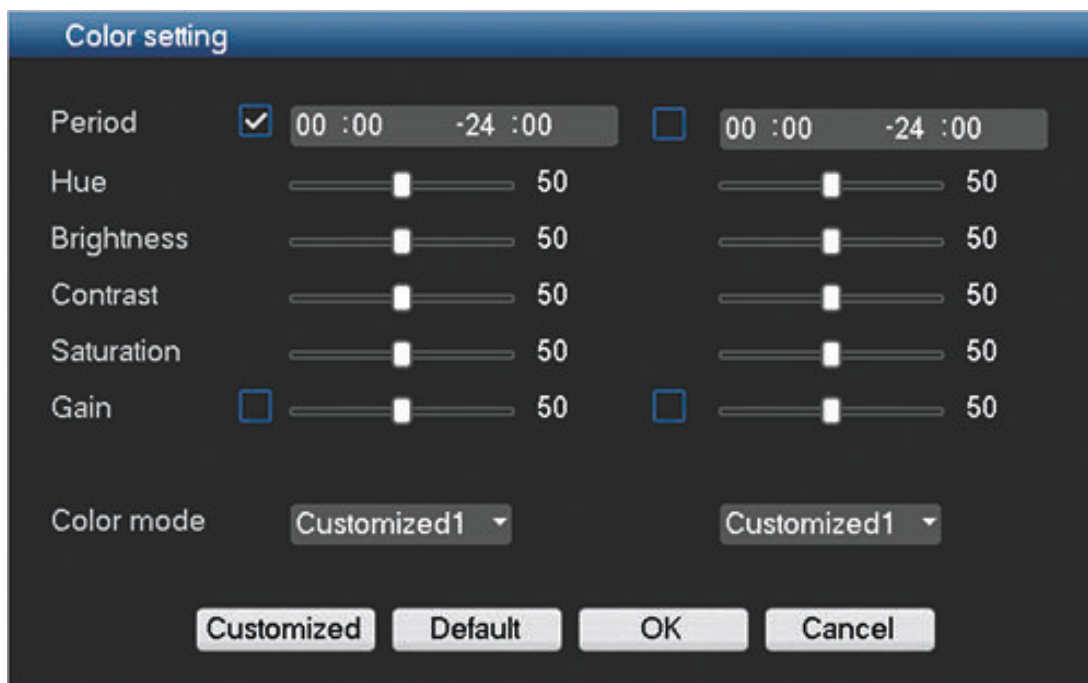 Color setting
Period 00 :00 -24 :00 00 :00 -24 :00
Hue 50 50
Brightness 50 50
Contrast 50 50
Saturation 50 50
Gain 50 50
Color mode Customized1 Customized1
Customized Default OK Cancel